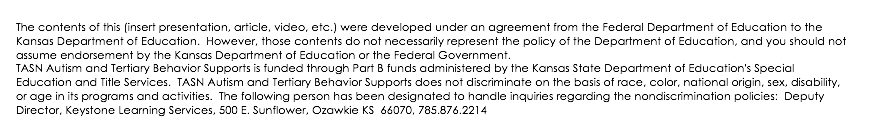 The contents of this (insert presentation, article, video, etc.) were developed under an agreement from the Federal Department of Education to the
Kansas Department of Education.  However, those contents do not necessarily represent the policy of the Department of Education, and you should not
assume endorsement by the Kansas Department of Education or the Federal Government.
TASN Autism and Tertiary Behavior Supports is funded through Part B funds administered by the Kansas State Department of Education's Special
Education and Title Services.  TASN Autism and Tertiary Behavior Supports does not discriminate on the basis of race, color, national origin, sex, disability,
or age in its programs and activities.  The following person has been designated to handle inquiries regarding the nondiscrimination policies:  Deputy
Director, Keystone Learning Services, 500 E. Sunflower, Ozawkie KS  66070, 785.876.2214